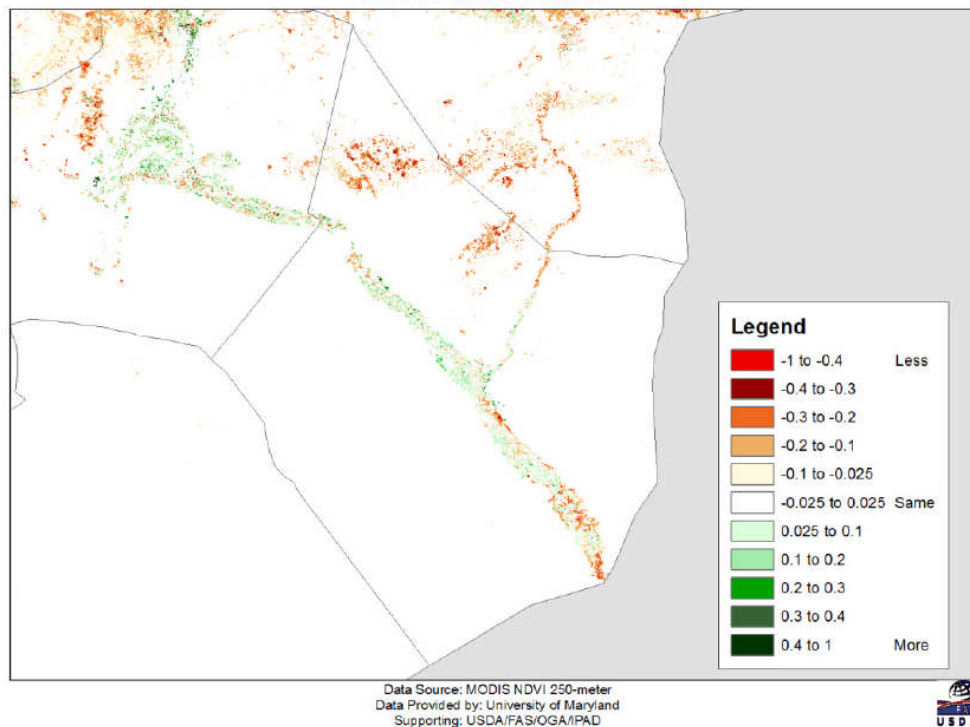 Legend
-1 to -0.4 Less
-0.4 to -0.3
-0.3 to -0.2
-0.2 to -0.1
-0.1 to -0.025
-0.025 to 0.025 Same
0.025 to 0.1
0.1 to 0.2
0.2 to 0.3
0.3 to 0.4
0.4 to 1 More
Data Source: MODIS NDVI 250-meter
Data Provided by: University of Maryland
Supporting: USDA/FAS/OGA/IPAD